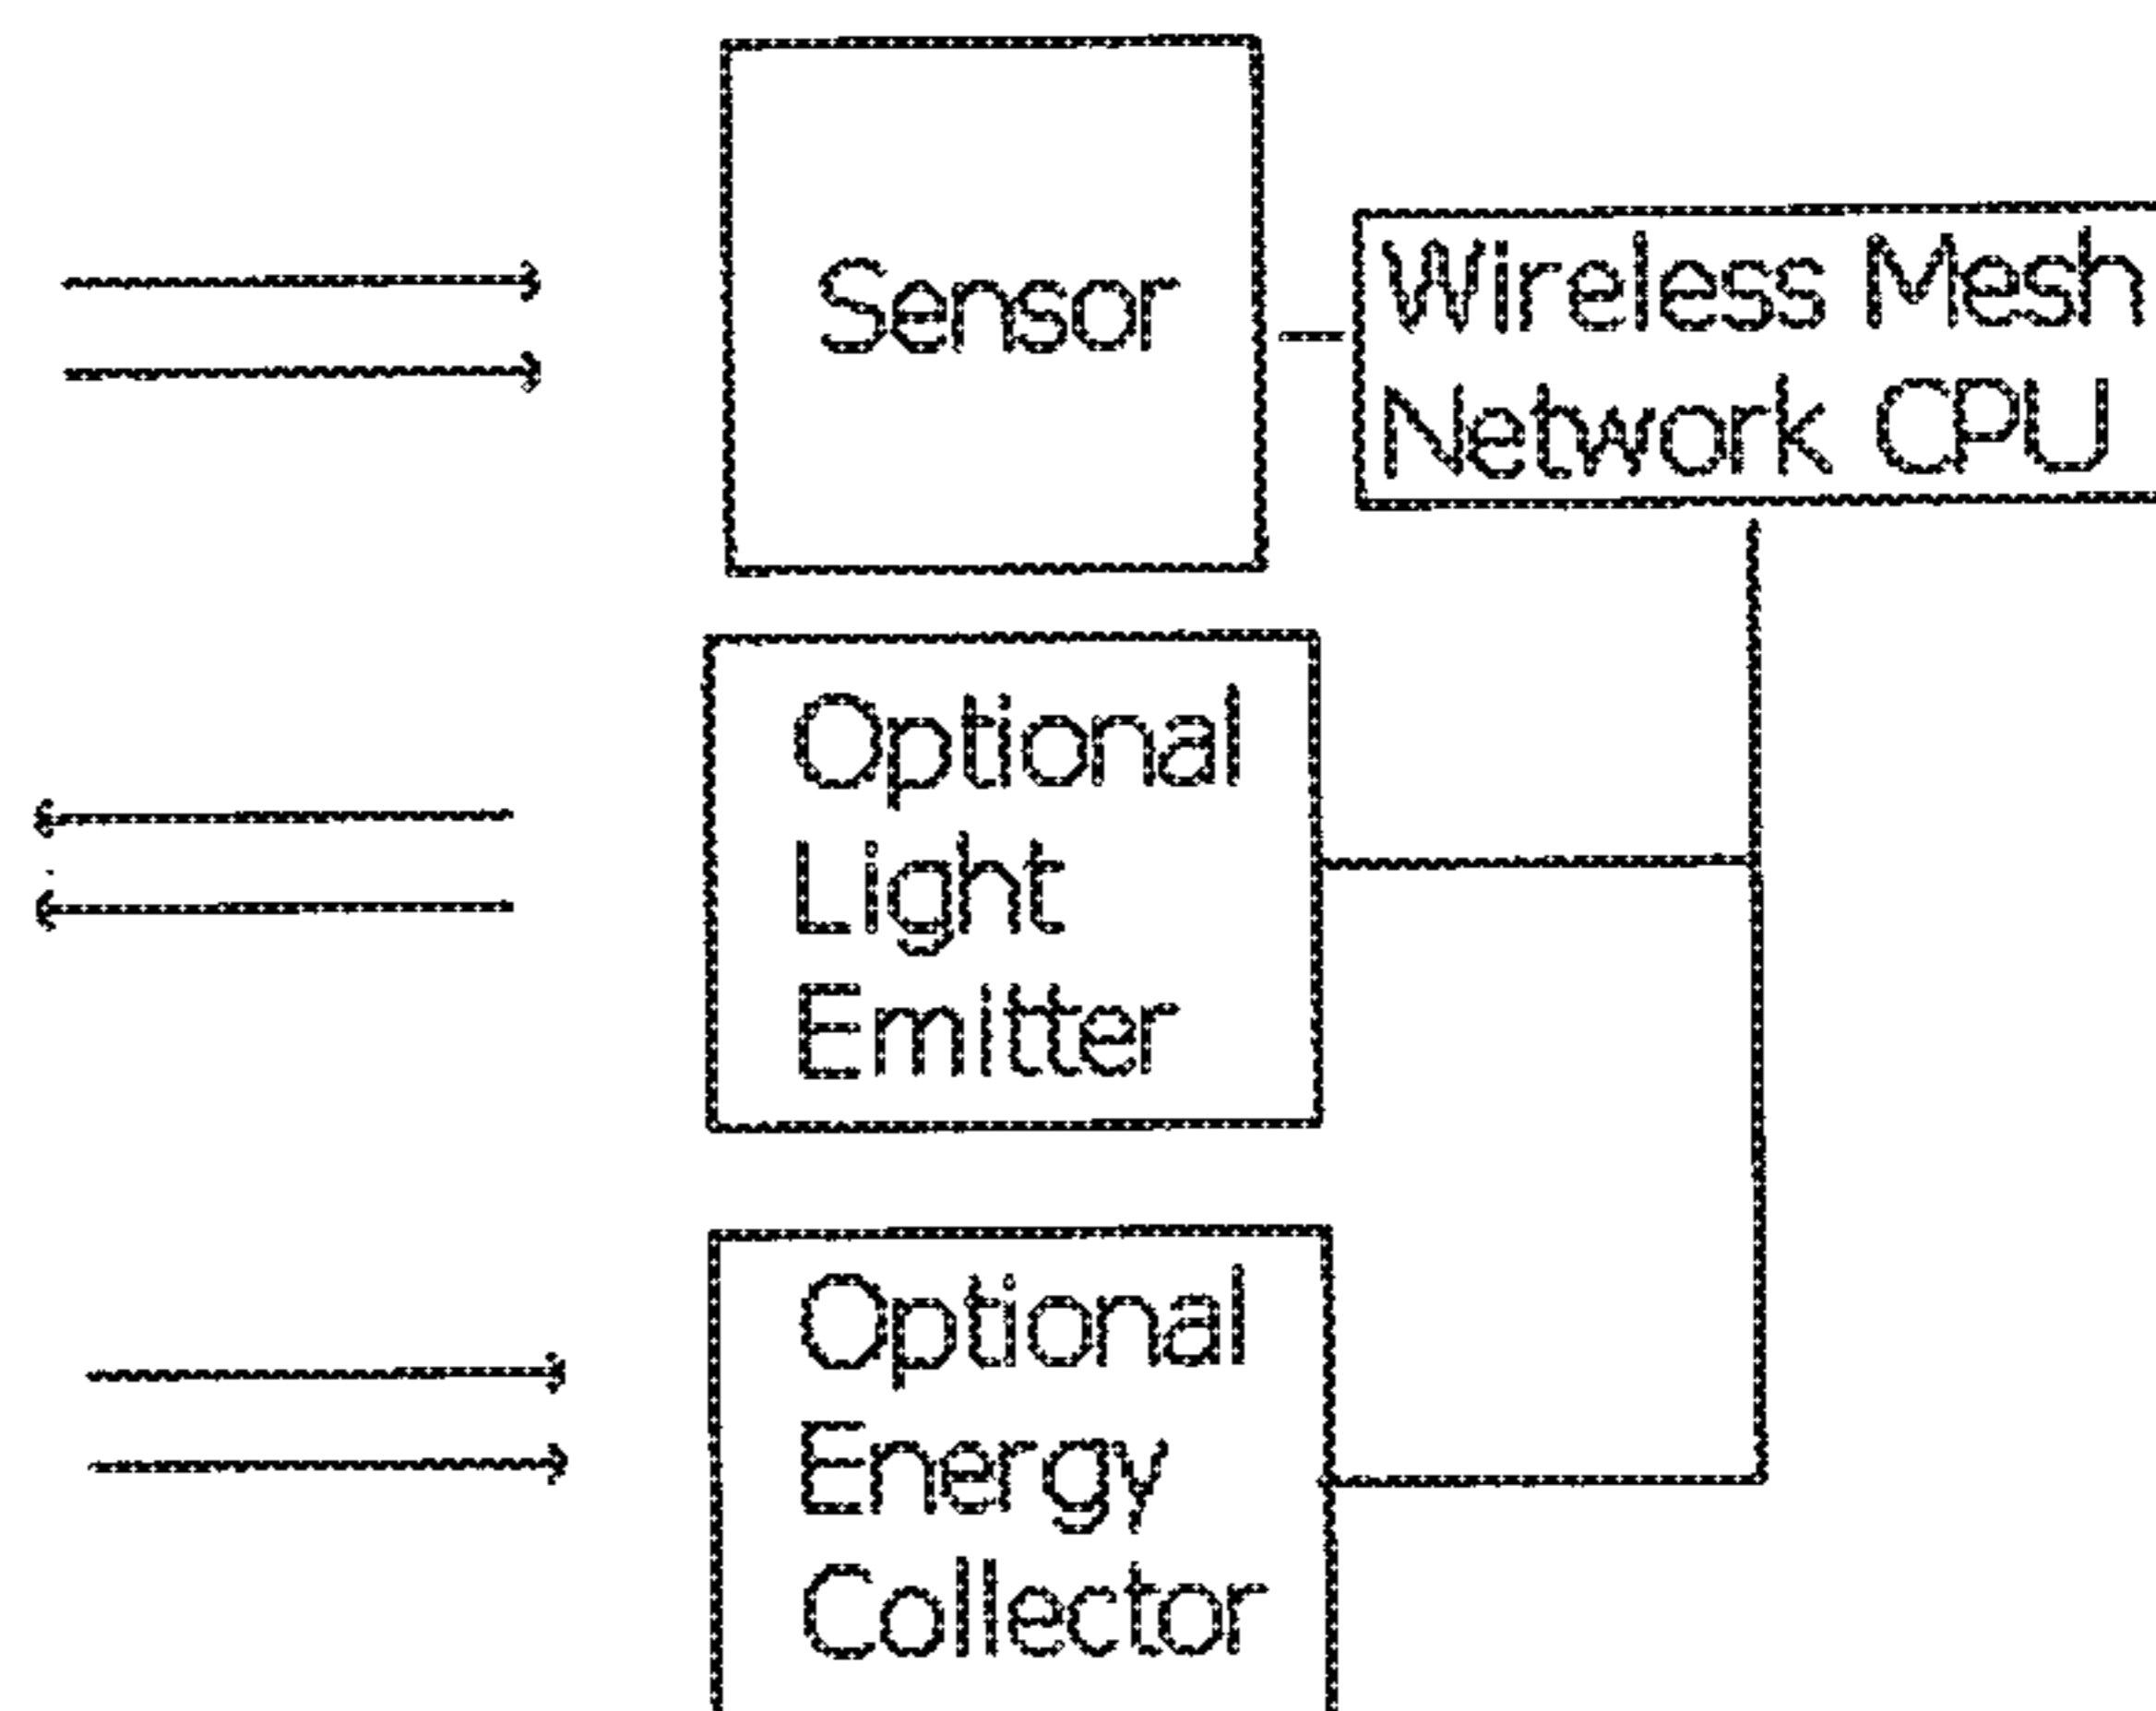 Sensor
Wireless Mesh
Network CPU
Optional
Light
Emitter
Optional
Energy
Collector